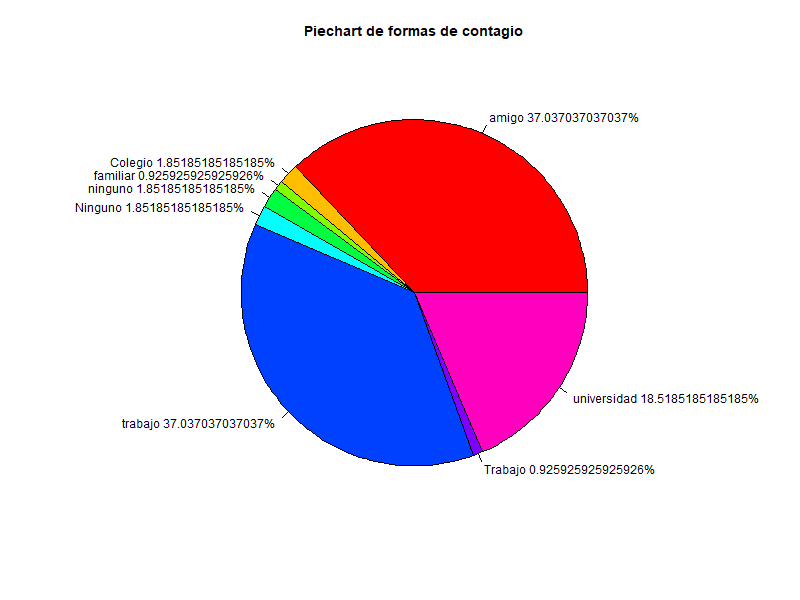 Piechart de formas de contagio
amigo 37.037037037037%
Colegio 1.85185185185185%
familiar 0.925925925925926%
ninguno 1.85185185185185%
Ninguno 1.85185185185185%
trabajo 37.037037037037%
Trabajo 0.925925925925926%
universidad 18.5185185185185%